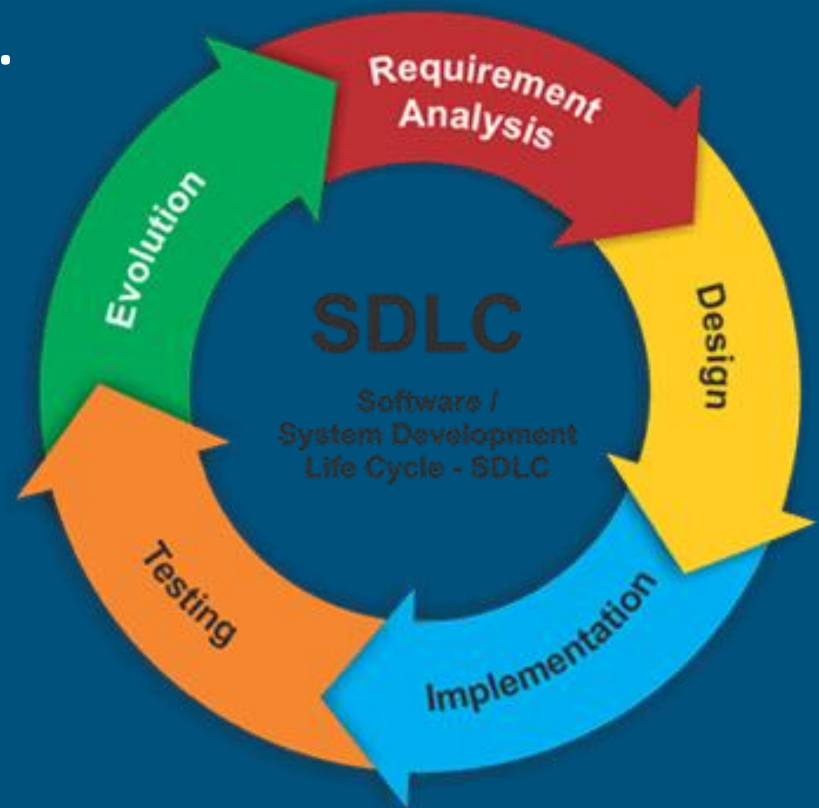 Requirement
Analysis
Design
Implementation
Testing
Evolution
SDLC
Software /
System Development
Life Cycle - SDLC